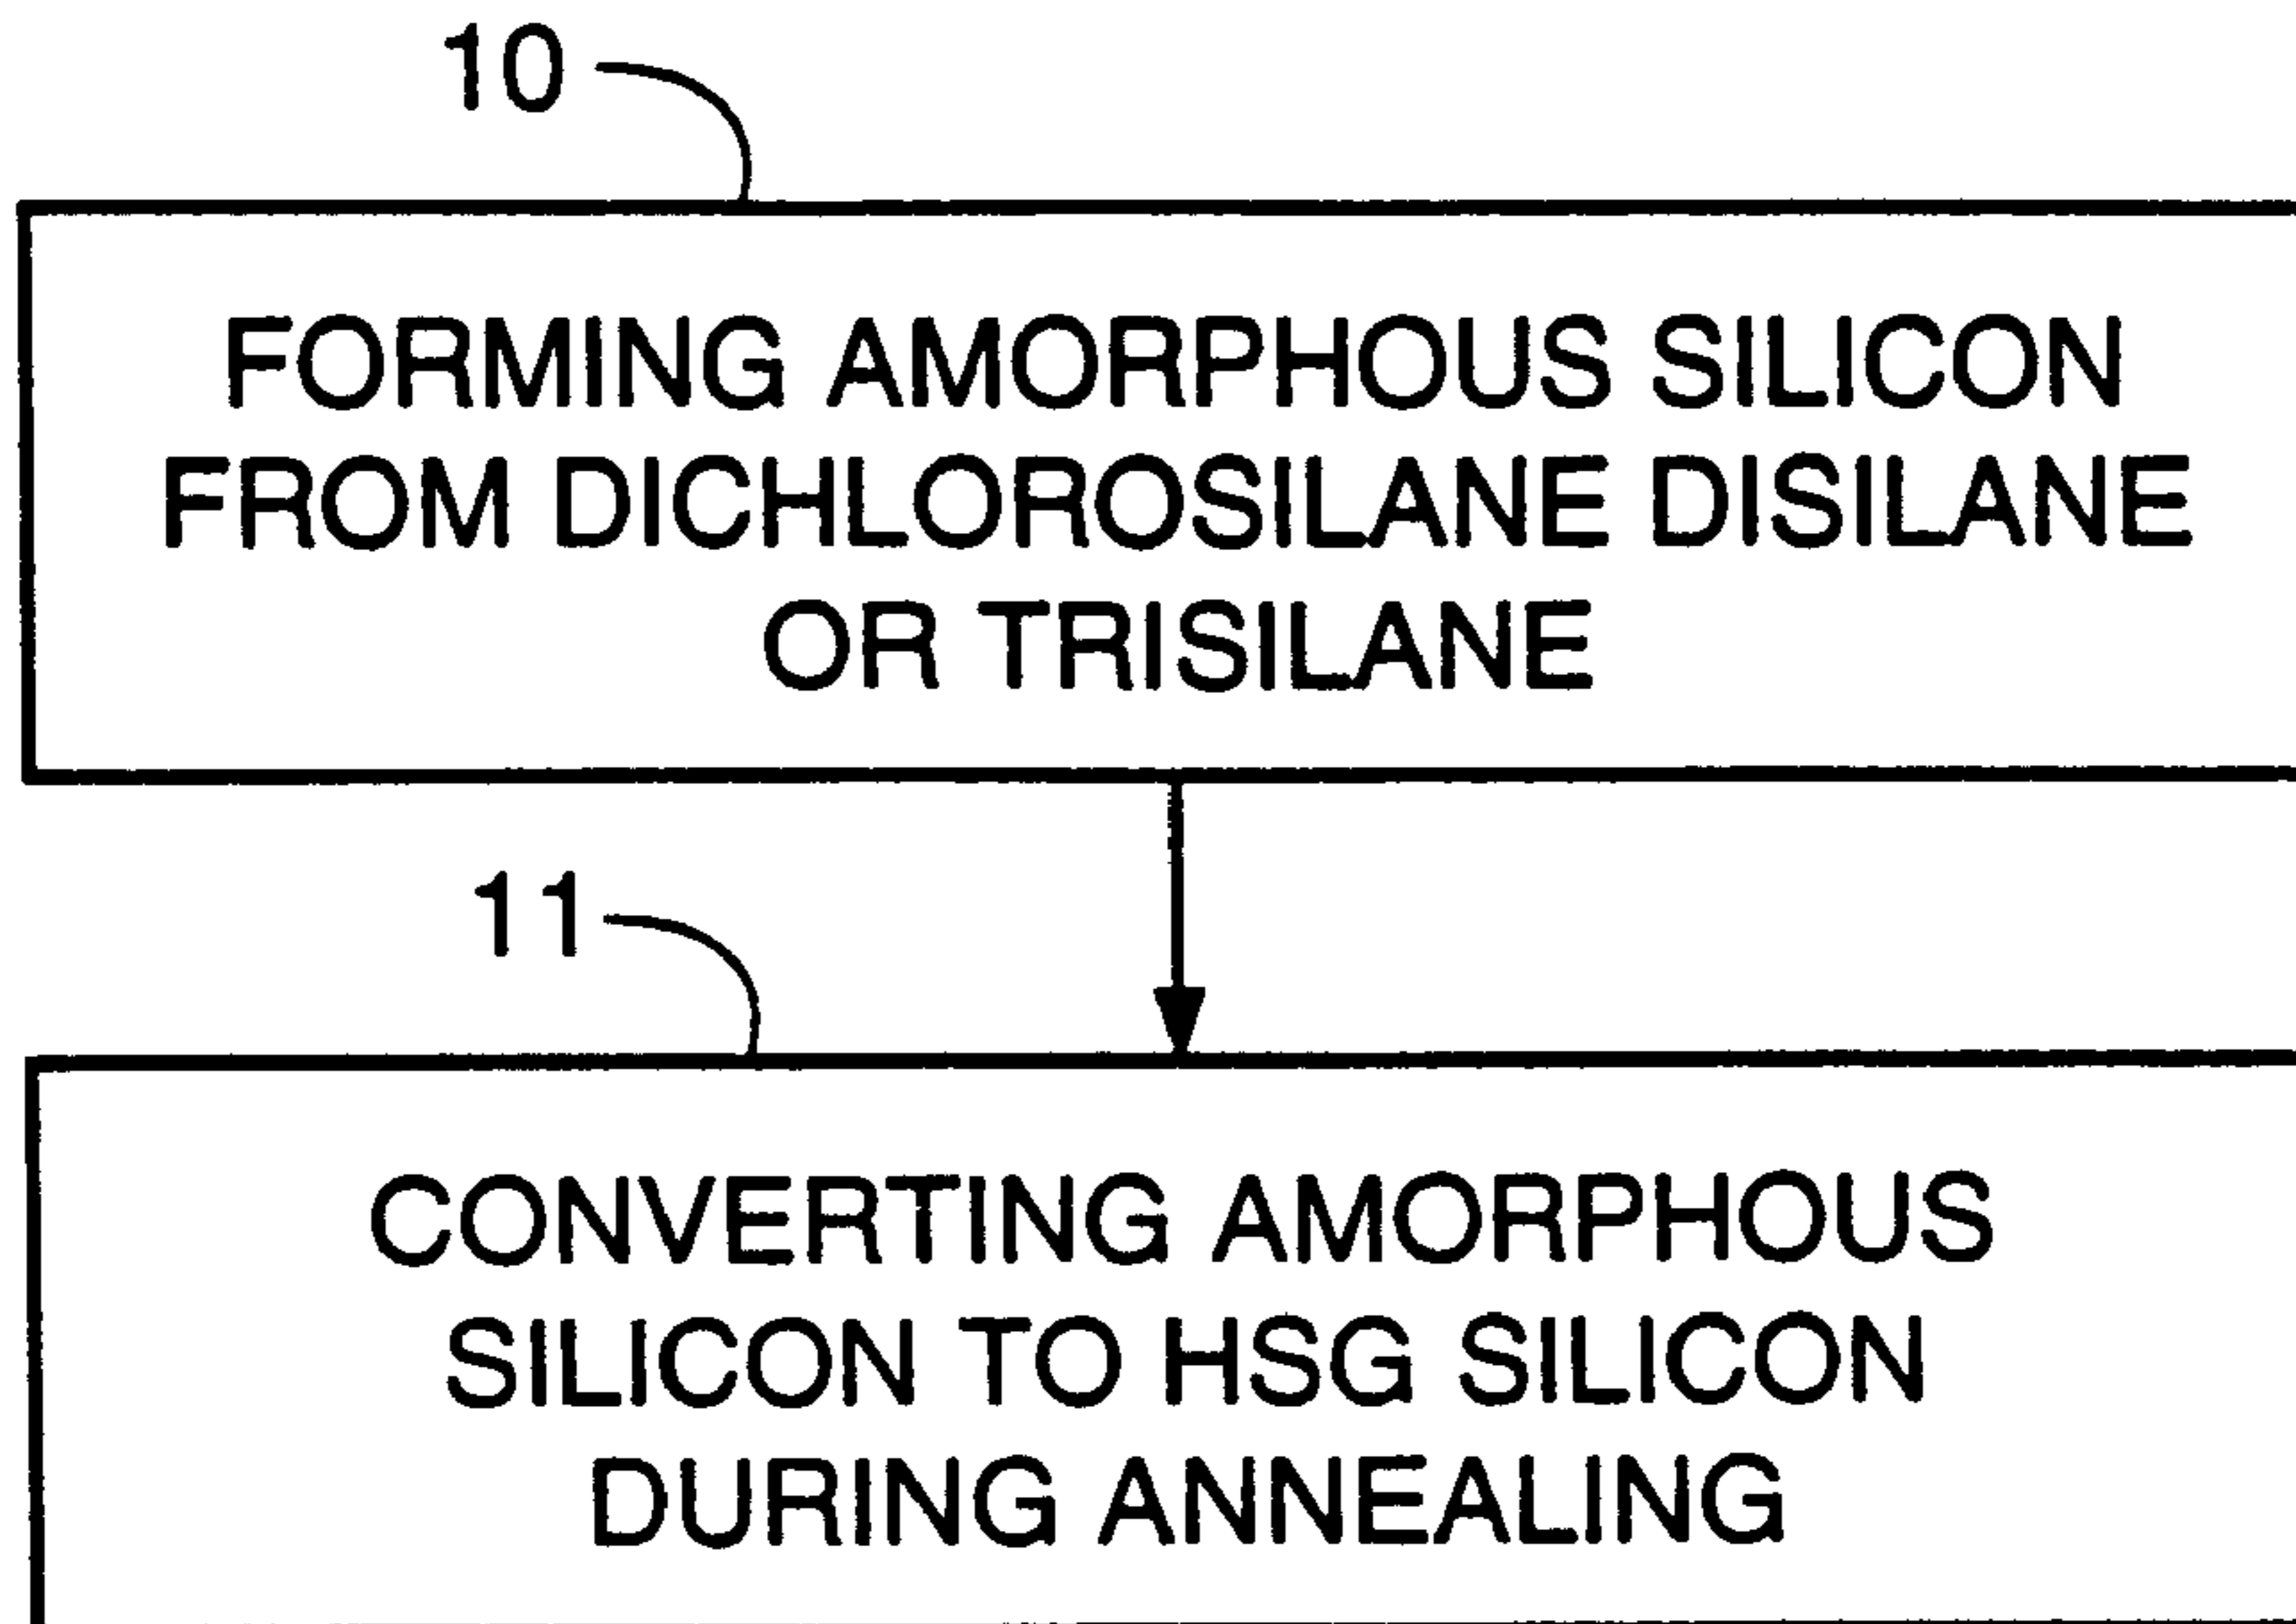 10
FORMING AMORPHOUS SILICON
FROM DICHLOROSILANE DISILANE
OR TRISILANE
11
CONVERTING AMORPHOUS
SILICON TO HSG SILICON
DURING ANNEALING